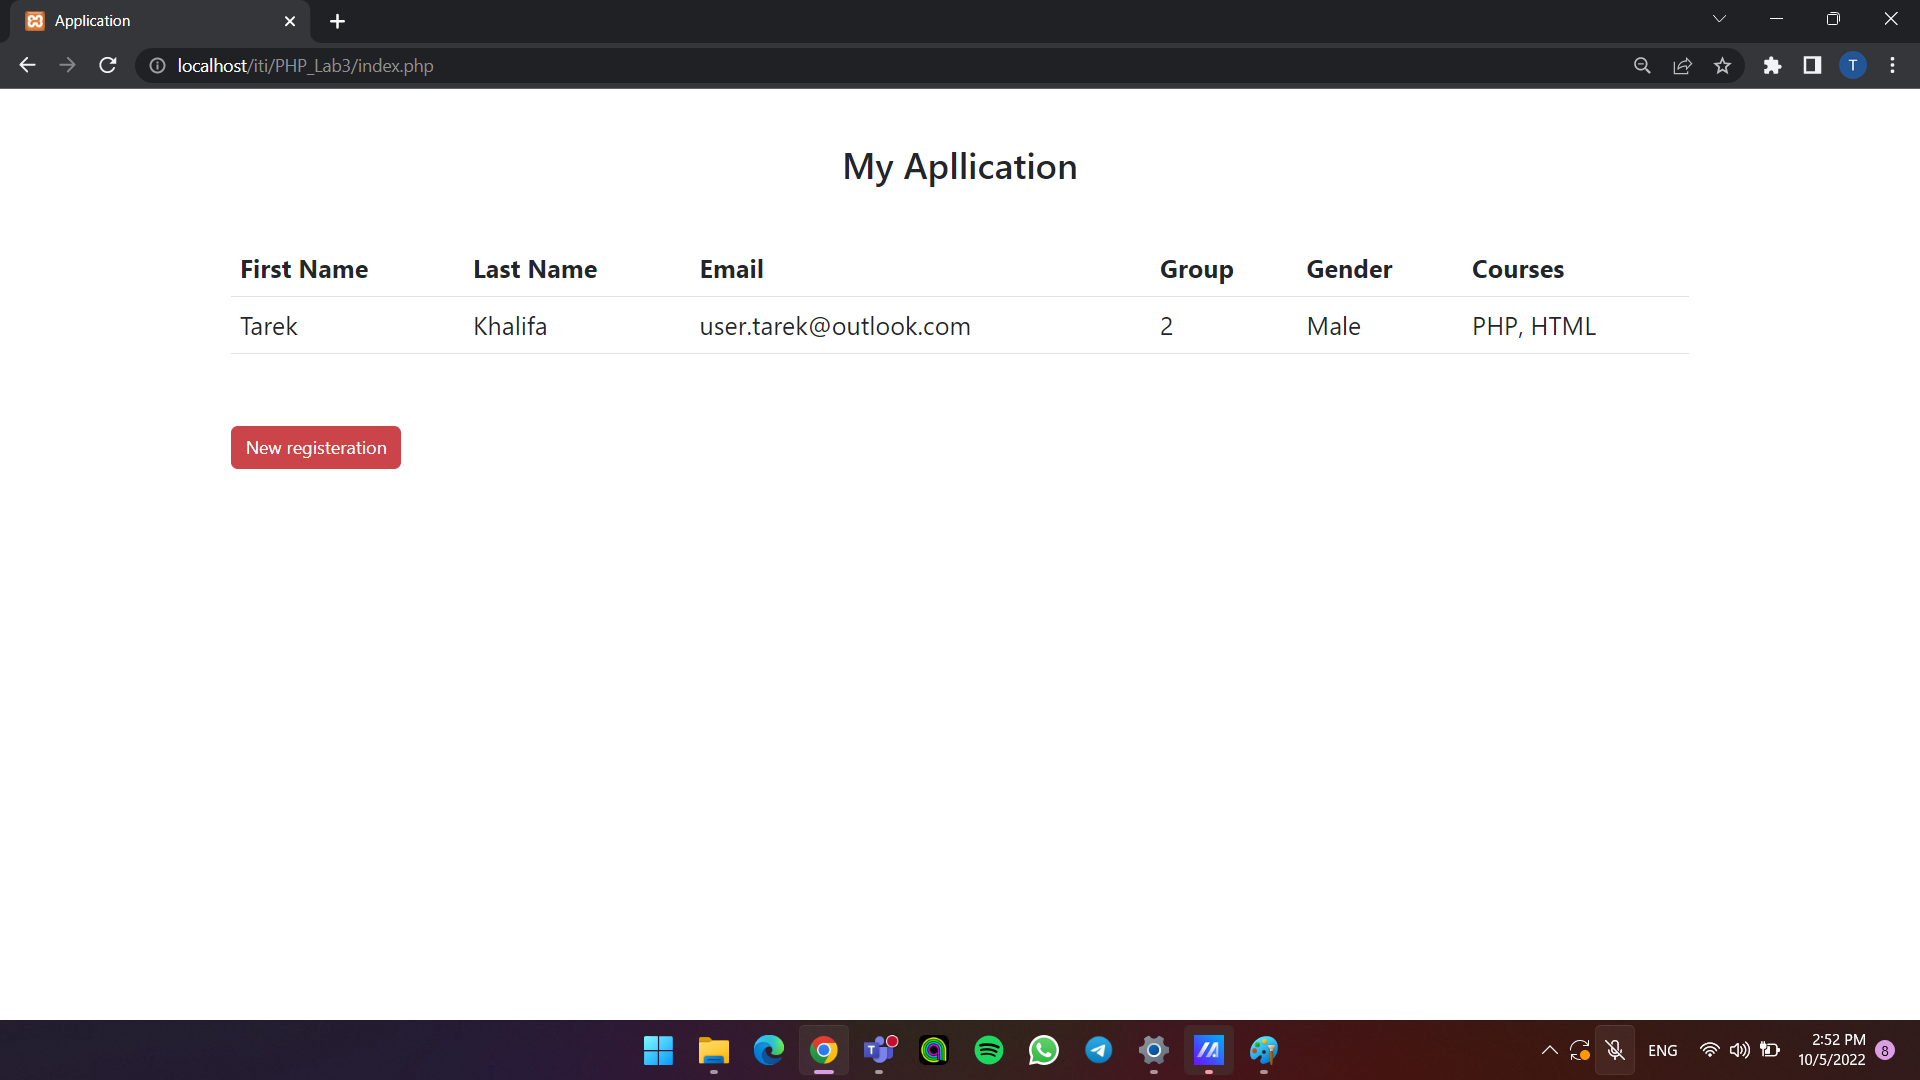 Application
localhost/iti/PHP_Lab3/index.php
T
My Apllication
First Name Last Name Email Group Gender Courses
Tarek Khalifa user.tarek@outlook.com 2 Male PHP, HTML
New registeration
ENG
2:52 PM
10/5/2022
8